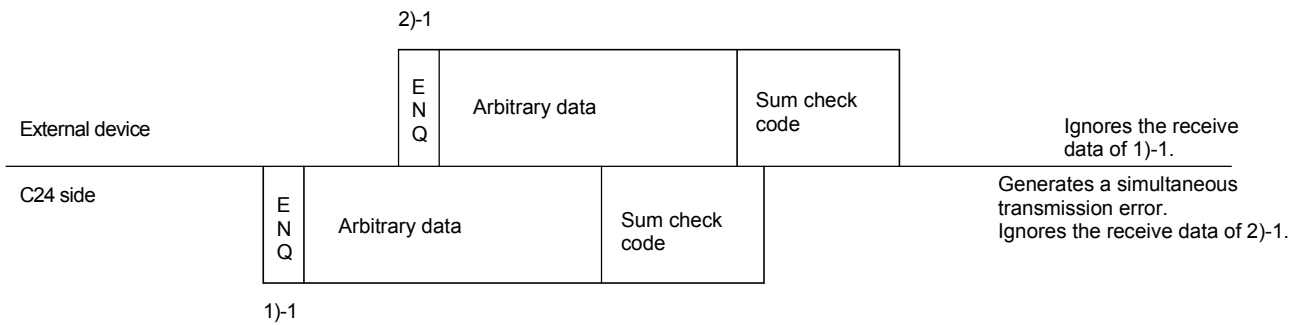 2)-1
E
N
Q
Arbitrary data
Sum check
code
External device
Ignores the receive
data of 1)-1.
C24 side
E
N
Q
Arbitrary data
Sum check
code
Generates a simultaneous
transmission error.
Ignores the receive data of 2)-1.
1)-1